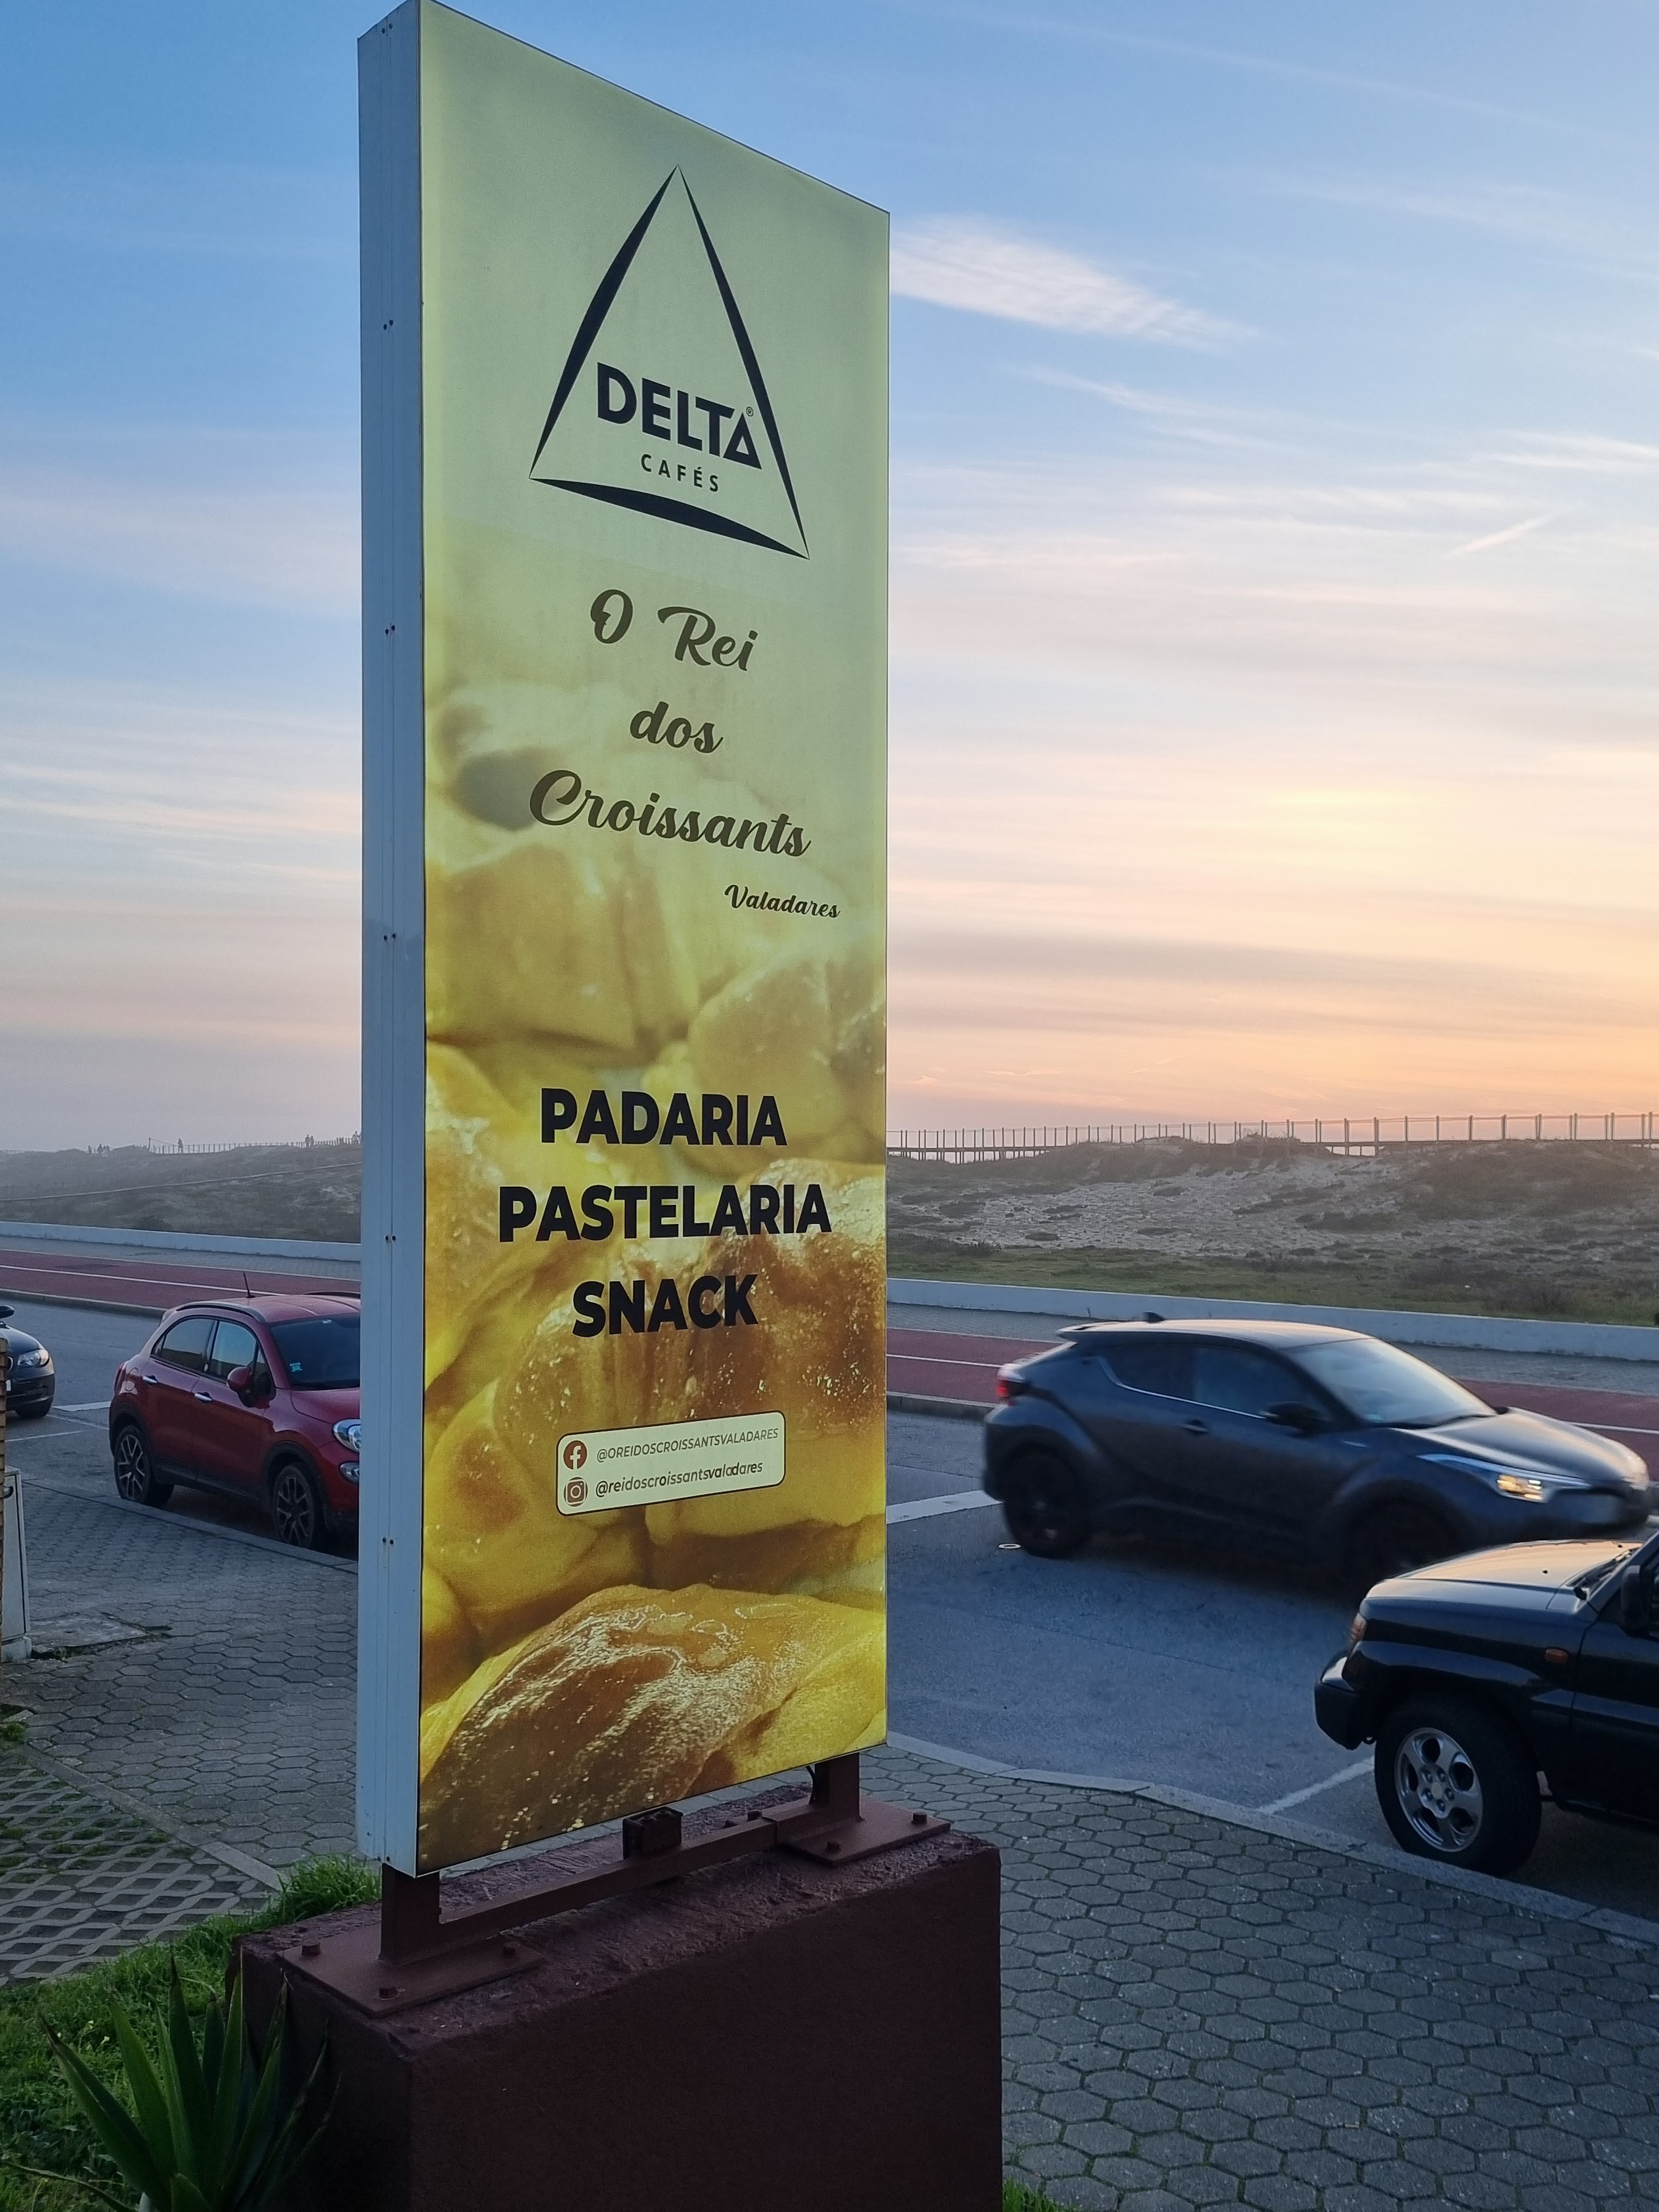 DELTA®
CAFÉS
O Rei
dos
Croissants
Valadares
PADARIA
PASTELARIA
SNACK
@OREIDOSCROISSANTSVALADARES
@reidoscroissantsvaladares